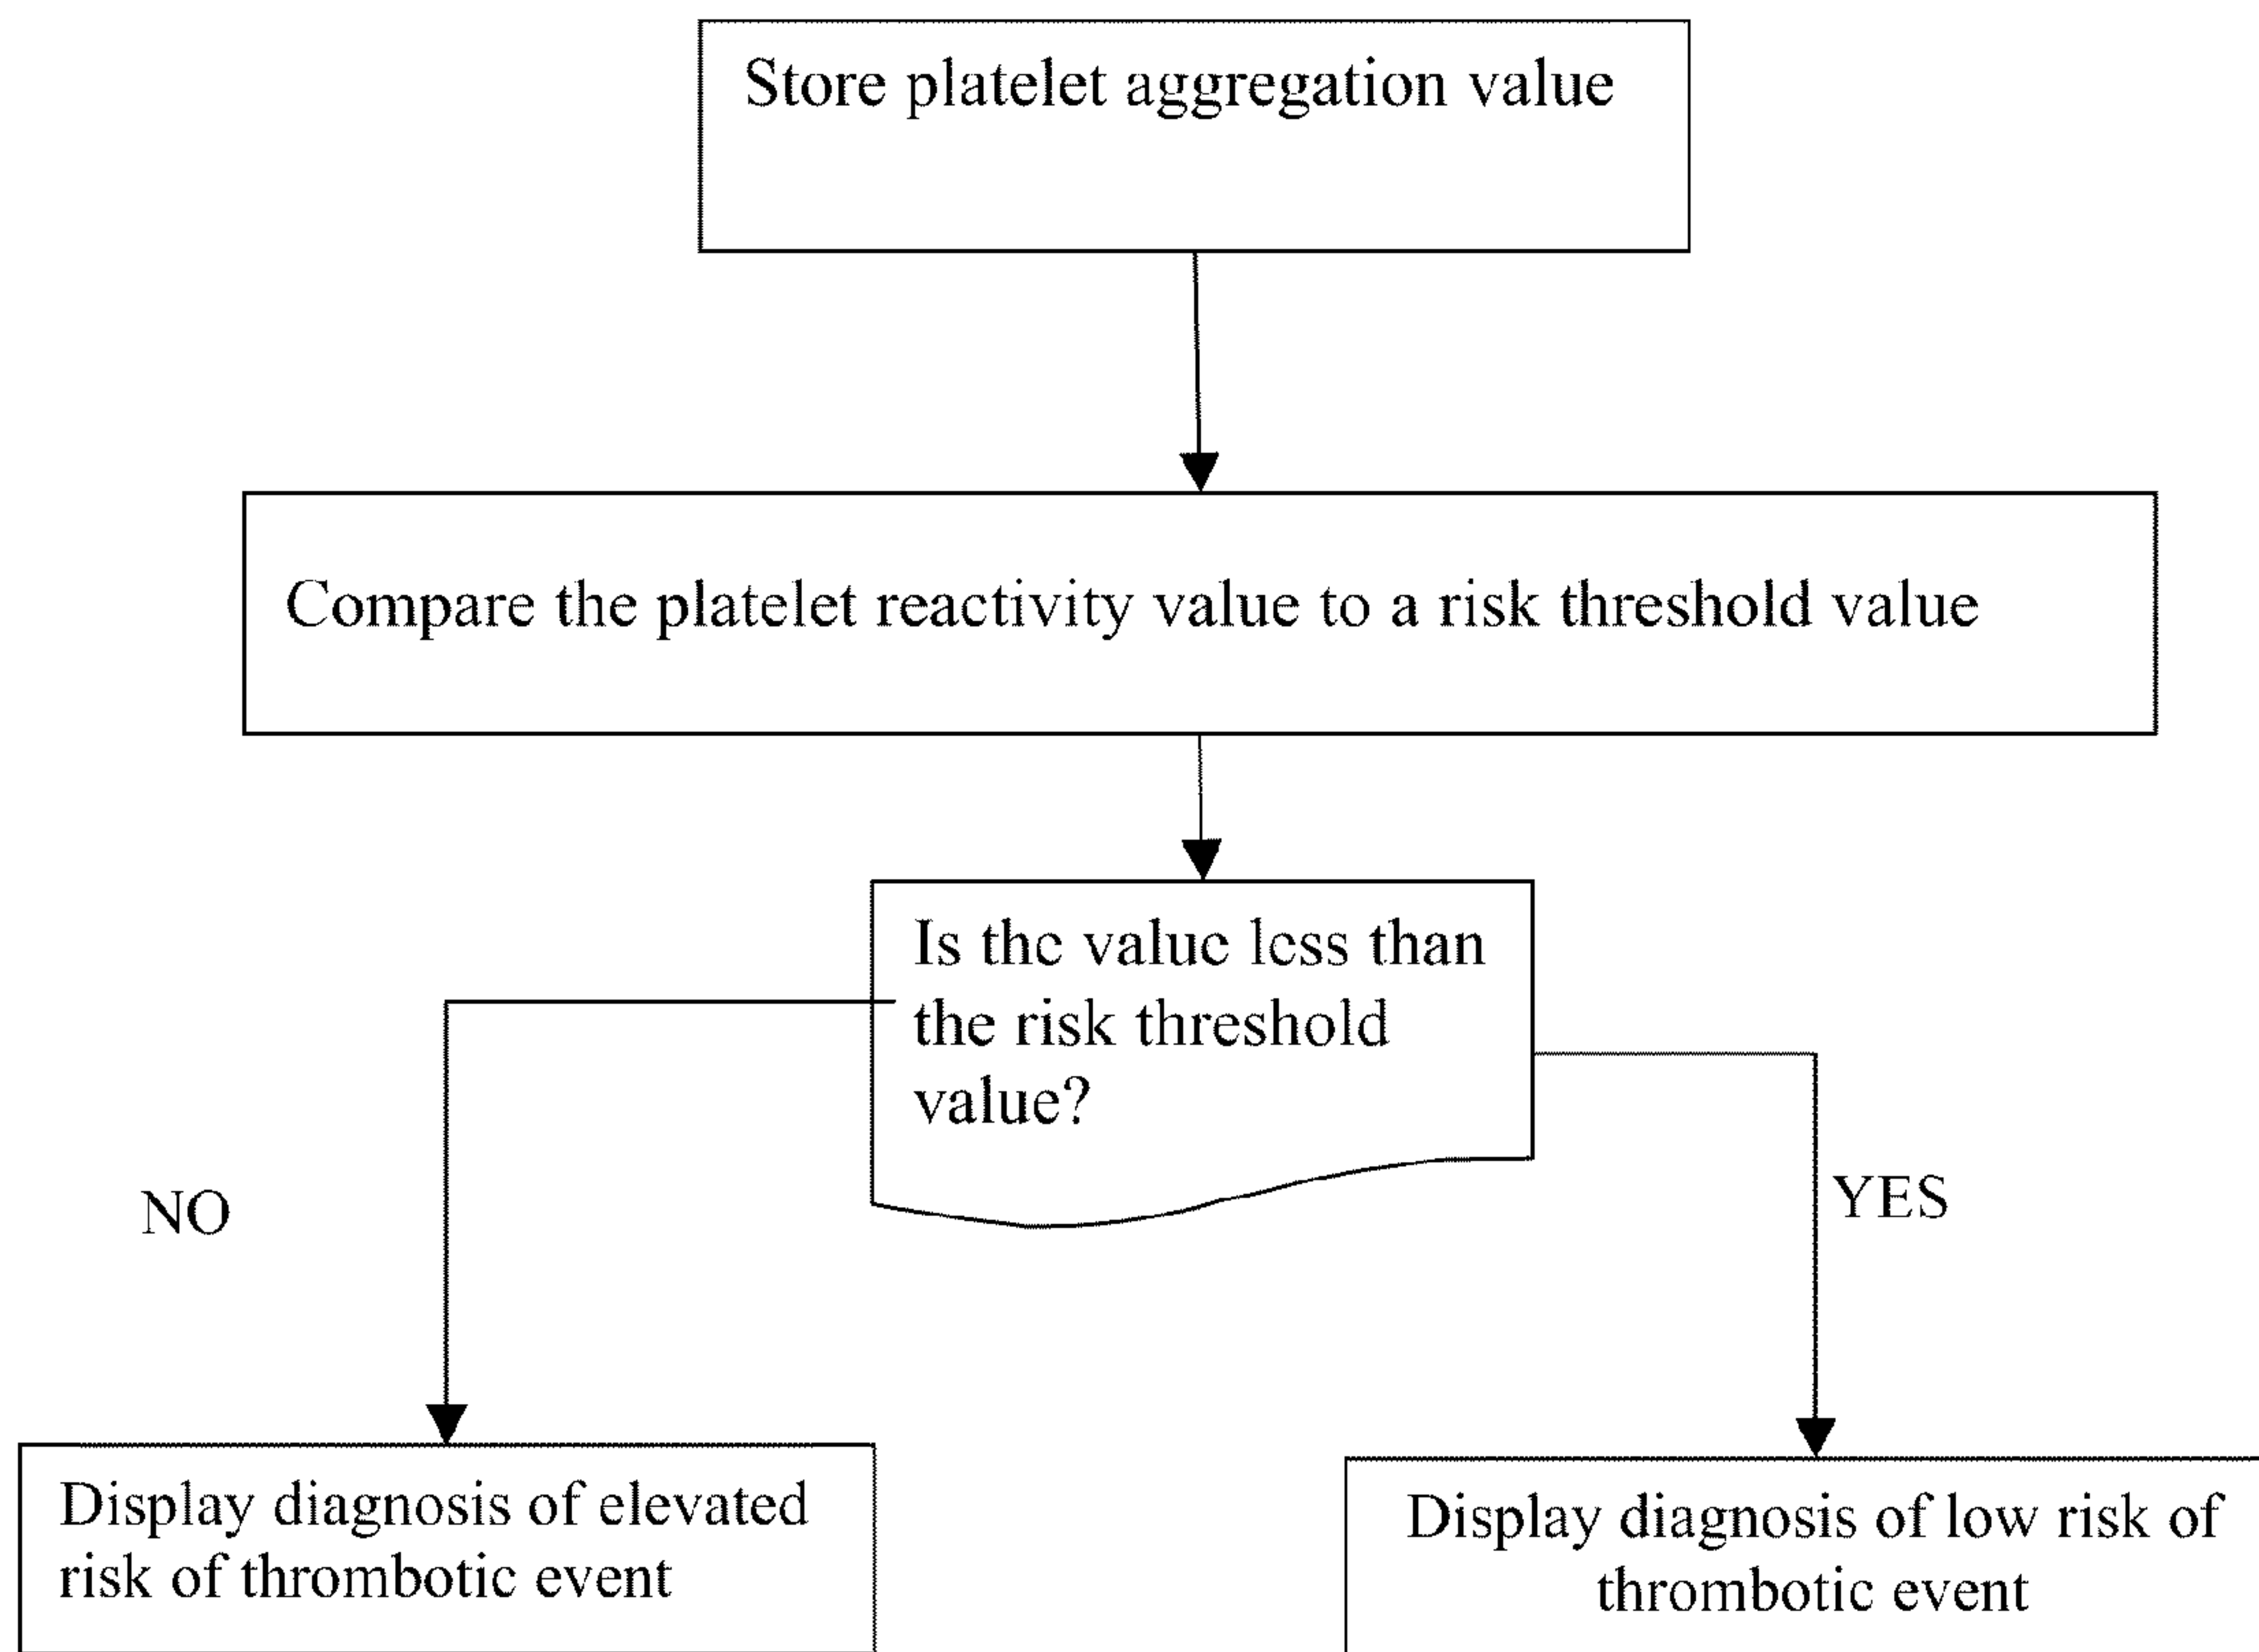 Store platelet aggregation value
Compare the platelet reactivity value to a risk threshold value
Is the value less than
the risk threshold
value?
NO
YES
Display diagnosis of elevated
risk of thrombotic event
Display diagnosis of low risk of
thrombotic event